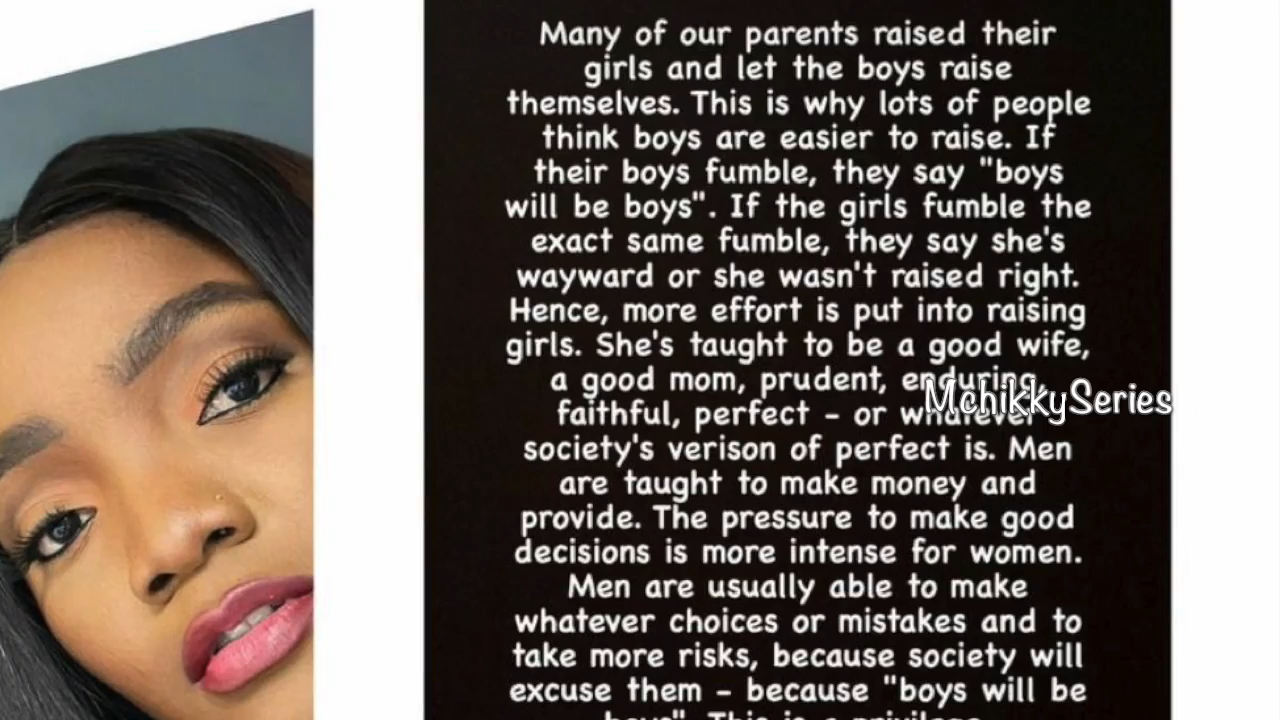 Many of our parents raised their
girls and let the boys raise
themselves. This is why lots of people
think boys are easier to raise. If
their boys fumble, they say "boys
will be boys". If the girls fumble the
exact same fumble, they say she's
wayward or she wasn't raised right.
Hence, more effort is put into raising
girls. She's taught to be a good wife,
a good mom, prudent, enduring,
MchikkySeries
faithful, perfect - or whatever
society's verison of perfect is. Men
are taught to make money and
provide. The pressure to make good
decisions is more intense for women.
Men are usually able to make
whatever choices or mistakes and to
take more risks, because society will
excuse them - because "boys will be
boys". This is a privilege